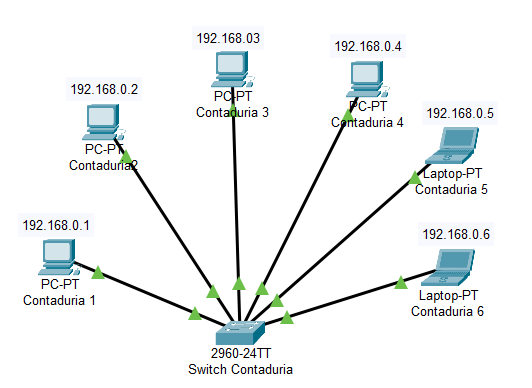 192.168.03
PC-PT
Contaduria 3
192.168.0.4
PC-PT
Contaduria 4
192.168.0.2
PC-PT
Contaduria2
192.168.0.5
Laptop-PT
Contaduria 5
192.168.0.1
PC-PT
Contaduria 1
192.168.0.6
Laptop-PT
Contaduria 6
2960-24TT
Switch Contaduria